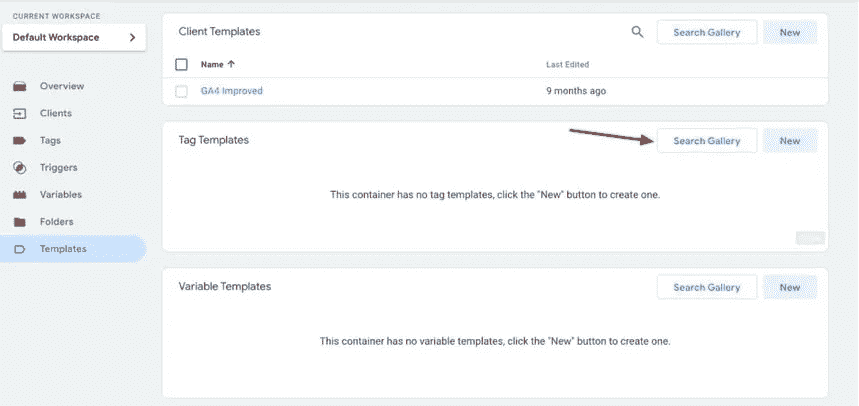 CURRENT WORKSPACE
Default Workspace
Overview
Clients
Tags
Triggers
Variables
Folders
Templates
Client Templates
Search Gallery
New
Name
Last Edited
GA4 Improved
9 months ago
Tag Templates
Search Gallery
New
This container has no tag templates, click the "New" button to create one.
Variable Templates
Search Gallery
New
This container has no variable templates, click the "New" button to create one.